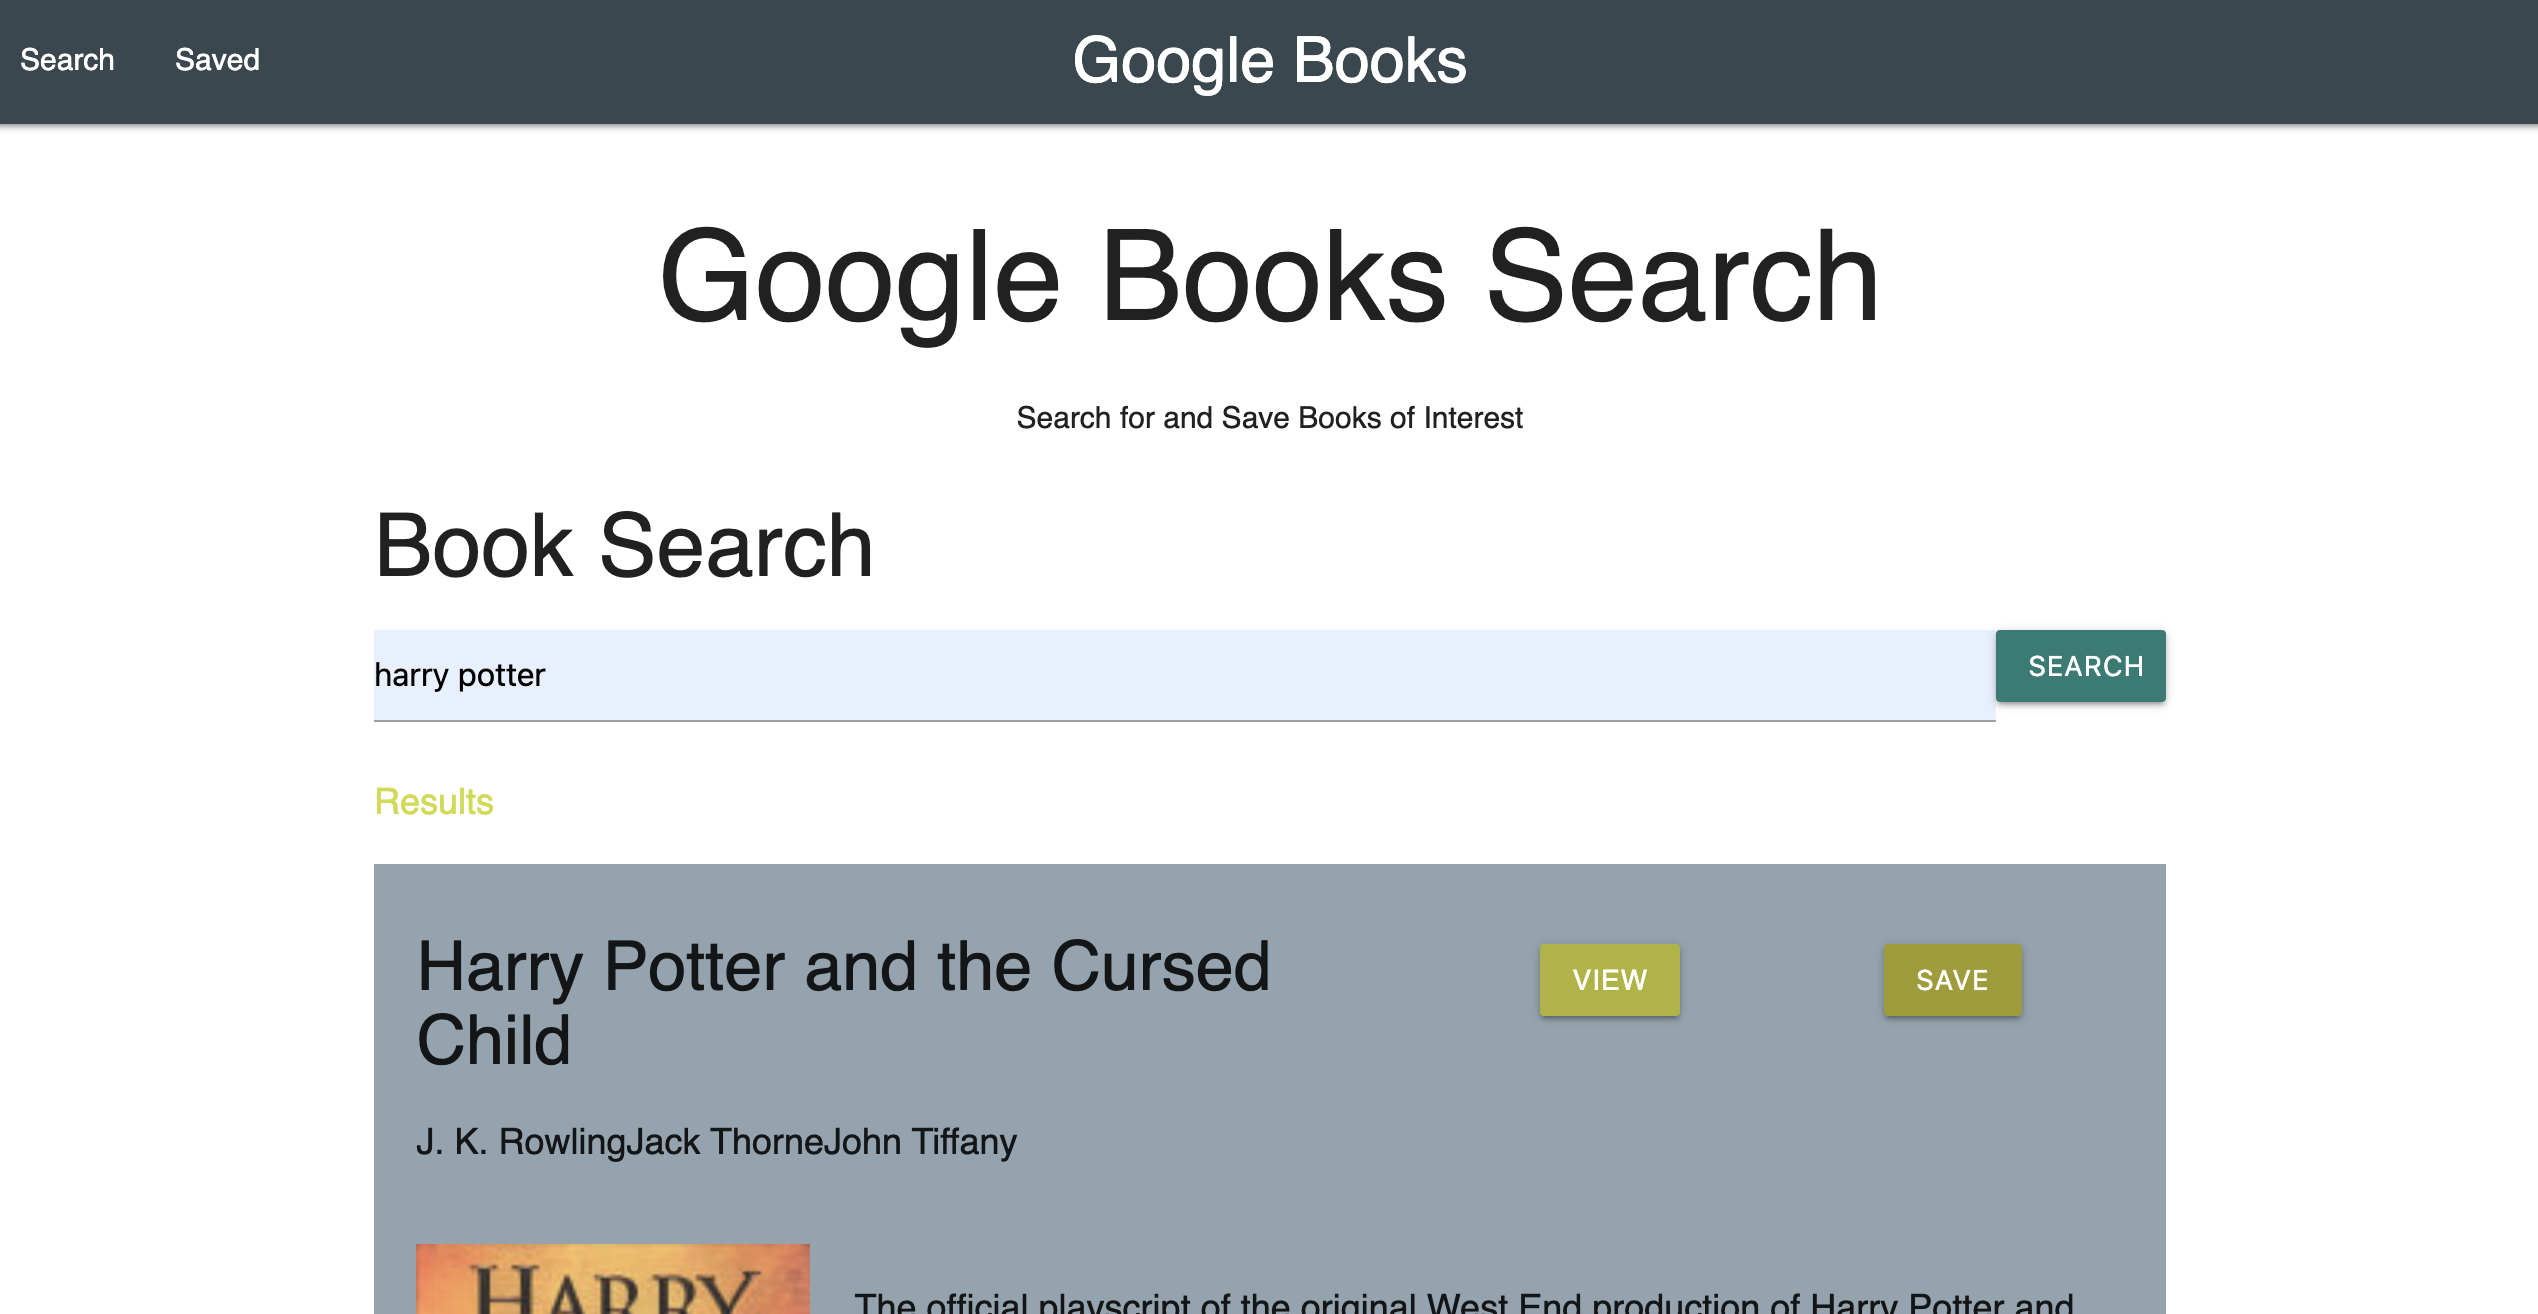 Search Saved Google Books
Google Books Search
Search for and Save Books of Interest
Book Search
harry potter
SEARCH
Results
Harry Potter and the Cursed
Child
VIEW
SAVE
J. K. RowlingJack ThorneJohn Tiffany
HARRY
The official playscript of the original West End production of Harry Potter and